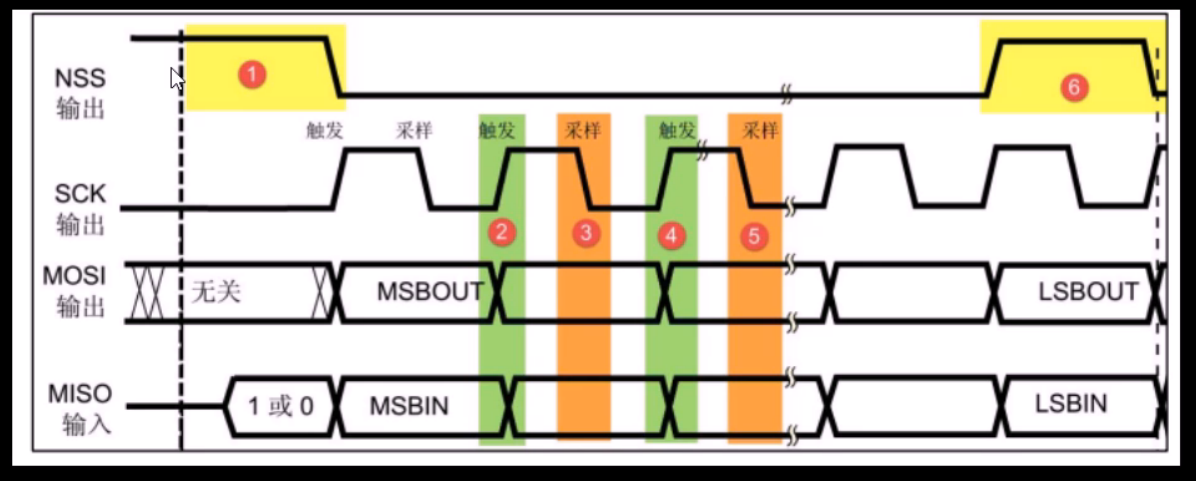 NSS
输出
1
6
触发
采样
触发
采样
触发
采样
SCK
输出
2
3
4
5
MOSI
输出
无关
MSBOUT
LSBOUT
MISO
输入
1 或 0
MSBIN
LSBIN